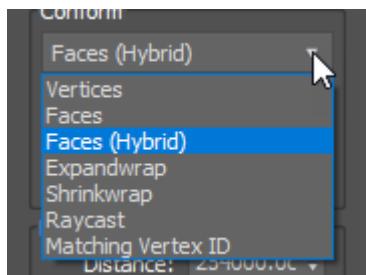 Conform
Faces (Hybrid)
Vertices
Faces
Faces (Hybrid)
Expandwrap
Shrinkwrap
Raycast
Matching Vertex ID
Distance: